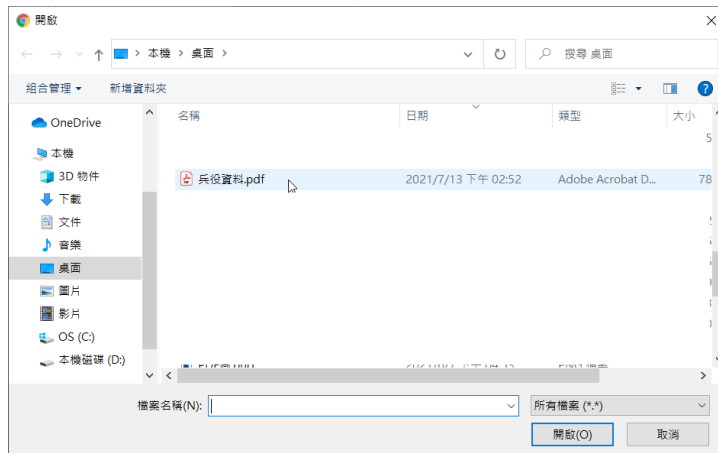 開啟
本機 › 桌面 ›
搜尋 桌面
組合管理
新增資料夾
名稱
日期
類型
大小
OneDrive
本機
3D 物件
下載
文件
音樂
桌面
圖片
影片
OS (C:)
本機磁碟 (D:)
5
兵役資料.pdf
2021/7/13 下午 02:52
Adobe Acrobat D...
78
檔案名稱(N):
所有檔案 (*.*)
開啟(O)
取消